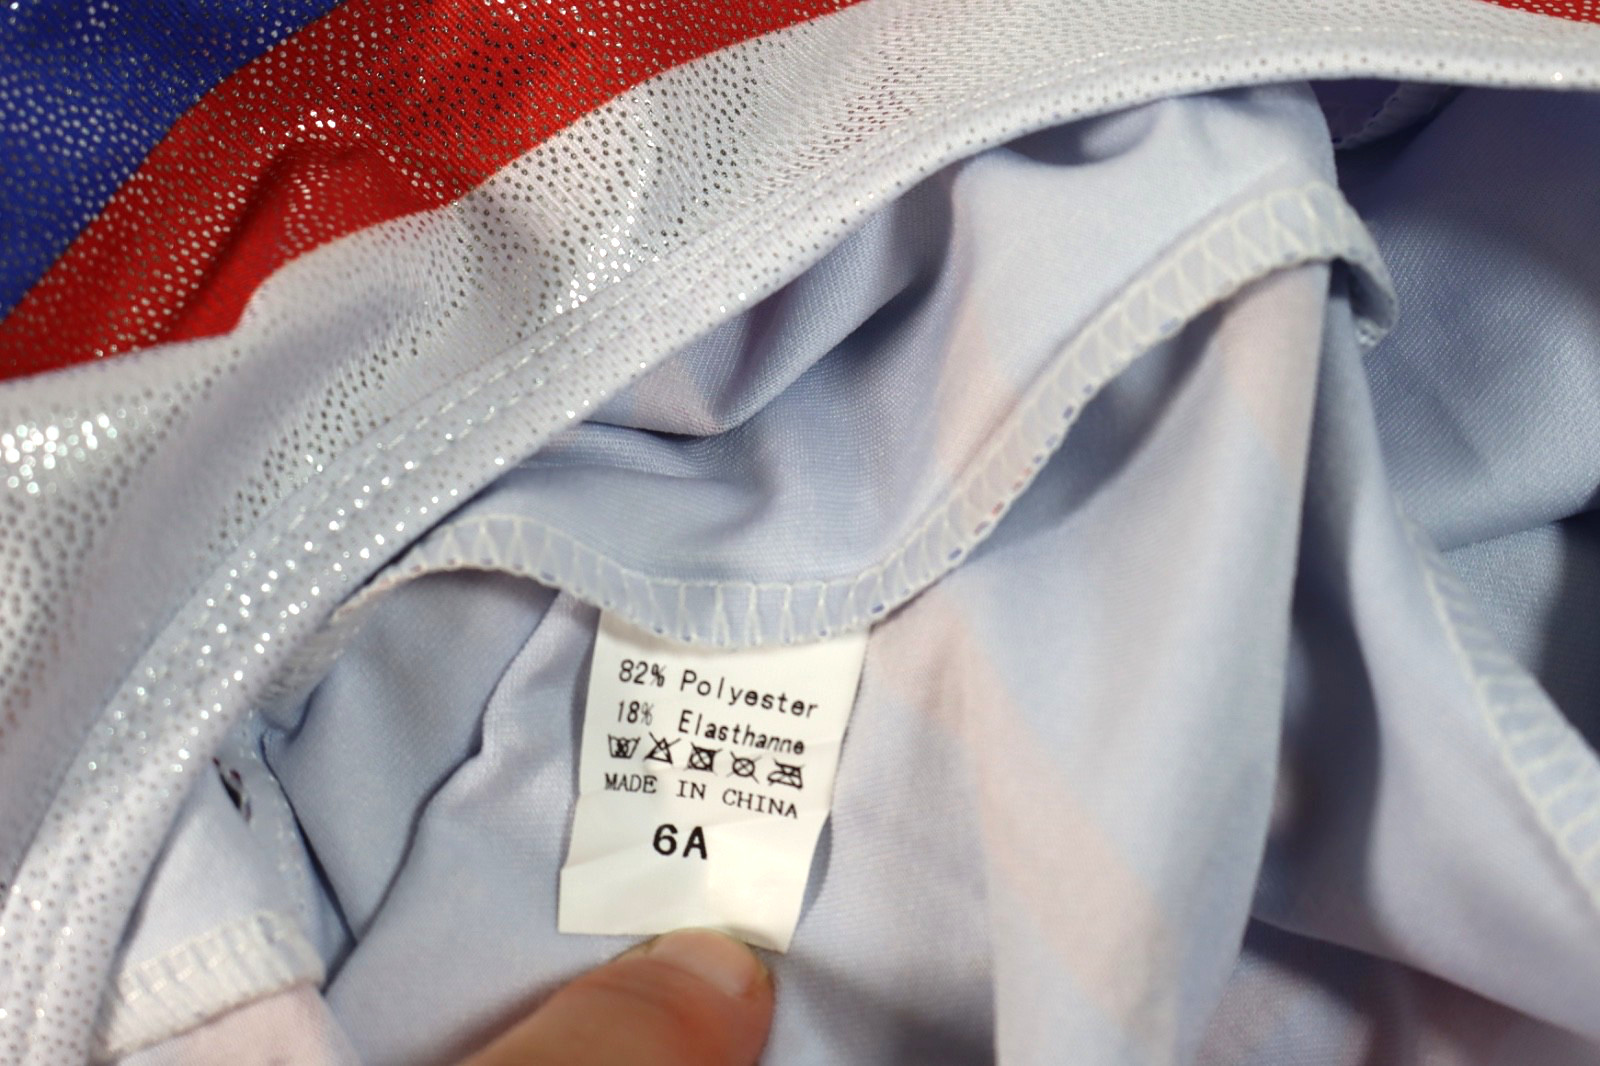 82% Polyester
18% Elasthanne
MADE IN CHINA
6A